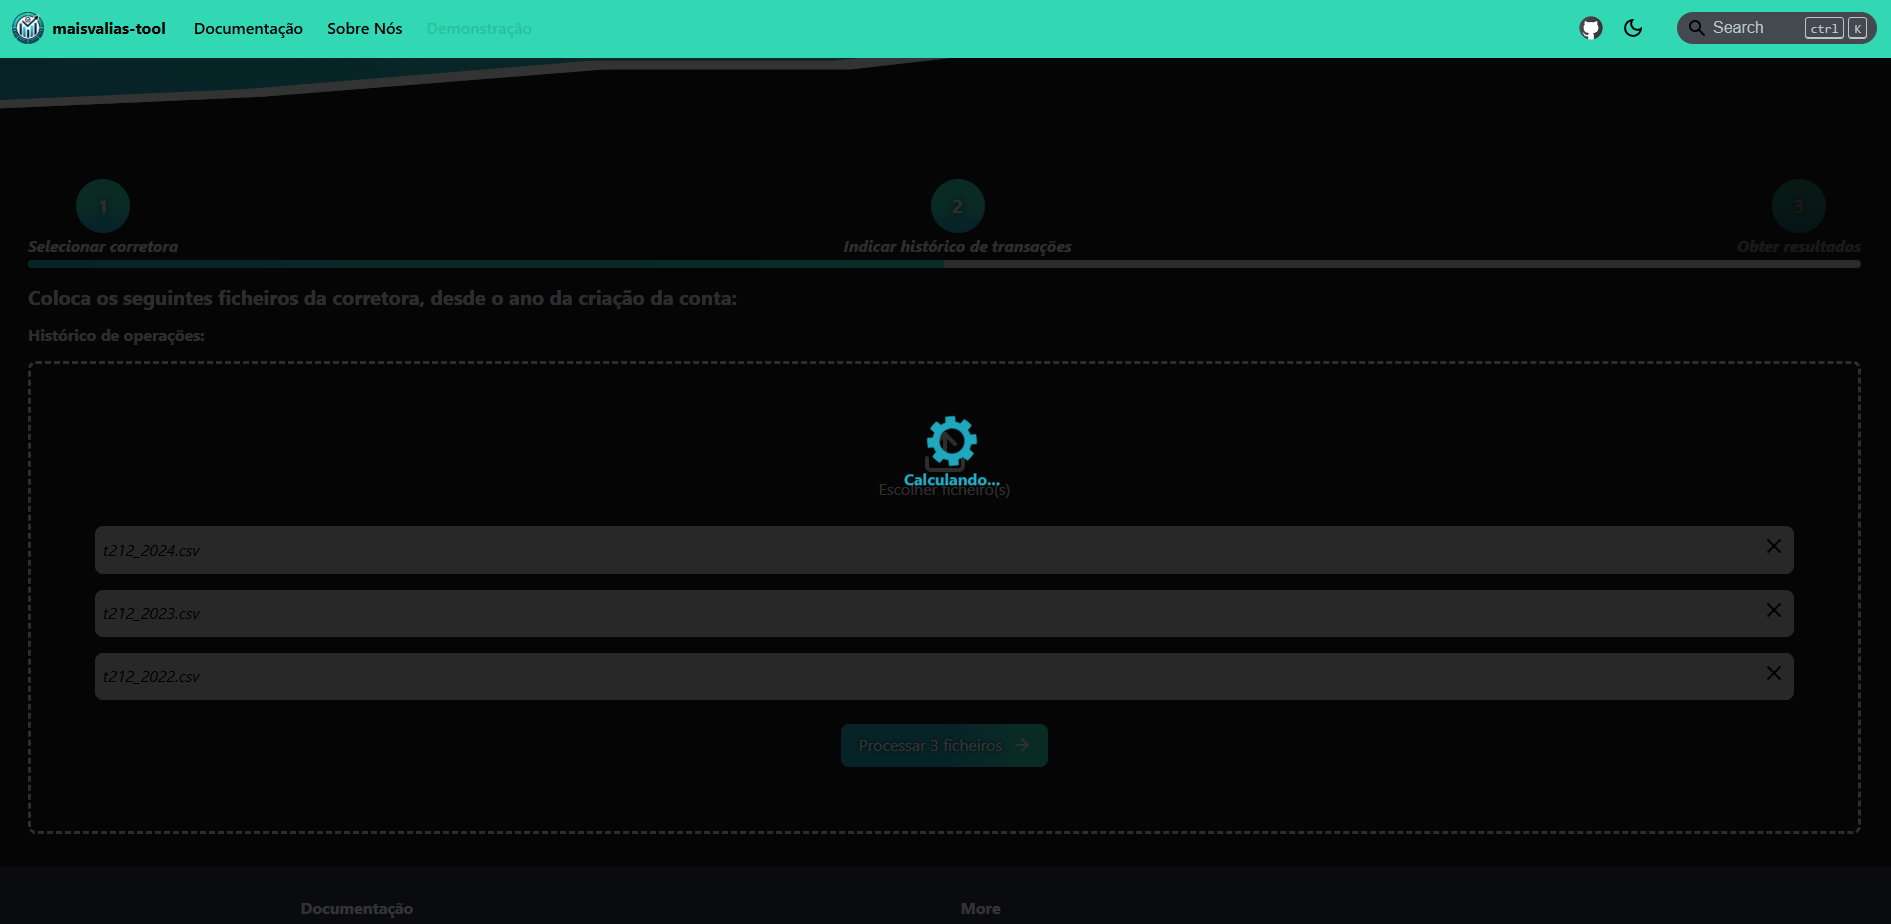 maisvalias-tool Documentação Sobre Nós Demonstração Search ctrl K
1 2 3
Selecionar corretora Indicar histórico de transações Obter resultados
Coloca os seguintes ficheiros da corretora, desde o ano da criação da conta:
Histórico de operações:
Calculando...
Escolher ficheiro(s)
t212_2024.csv
t212_2023.csv
t212_2022.csv
Processar 3 ficheiros
Documentação More